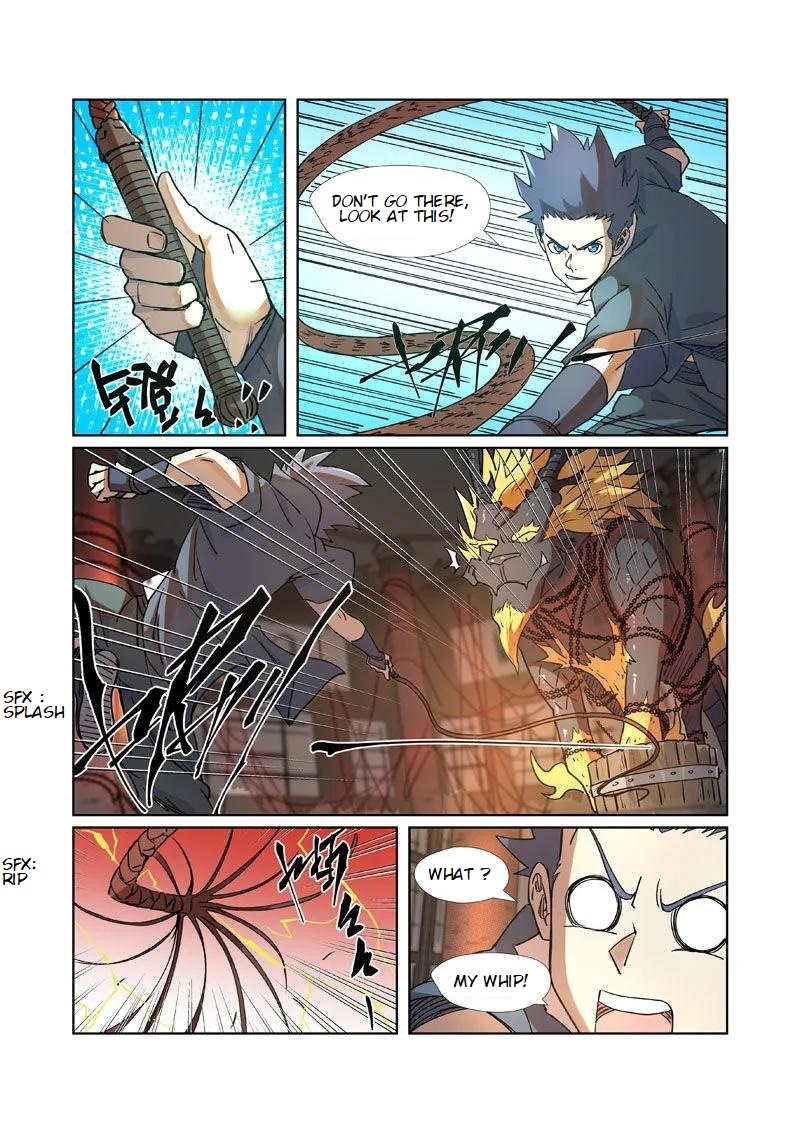 DON'T GO THERE,
LOOK AT THIS!
SFX :
SPLASH
SFX:
RIP
WHAT ?
MY WHIP!